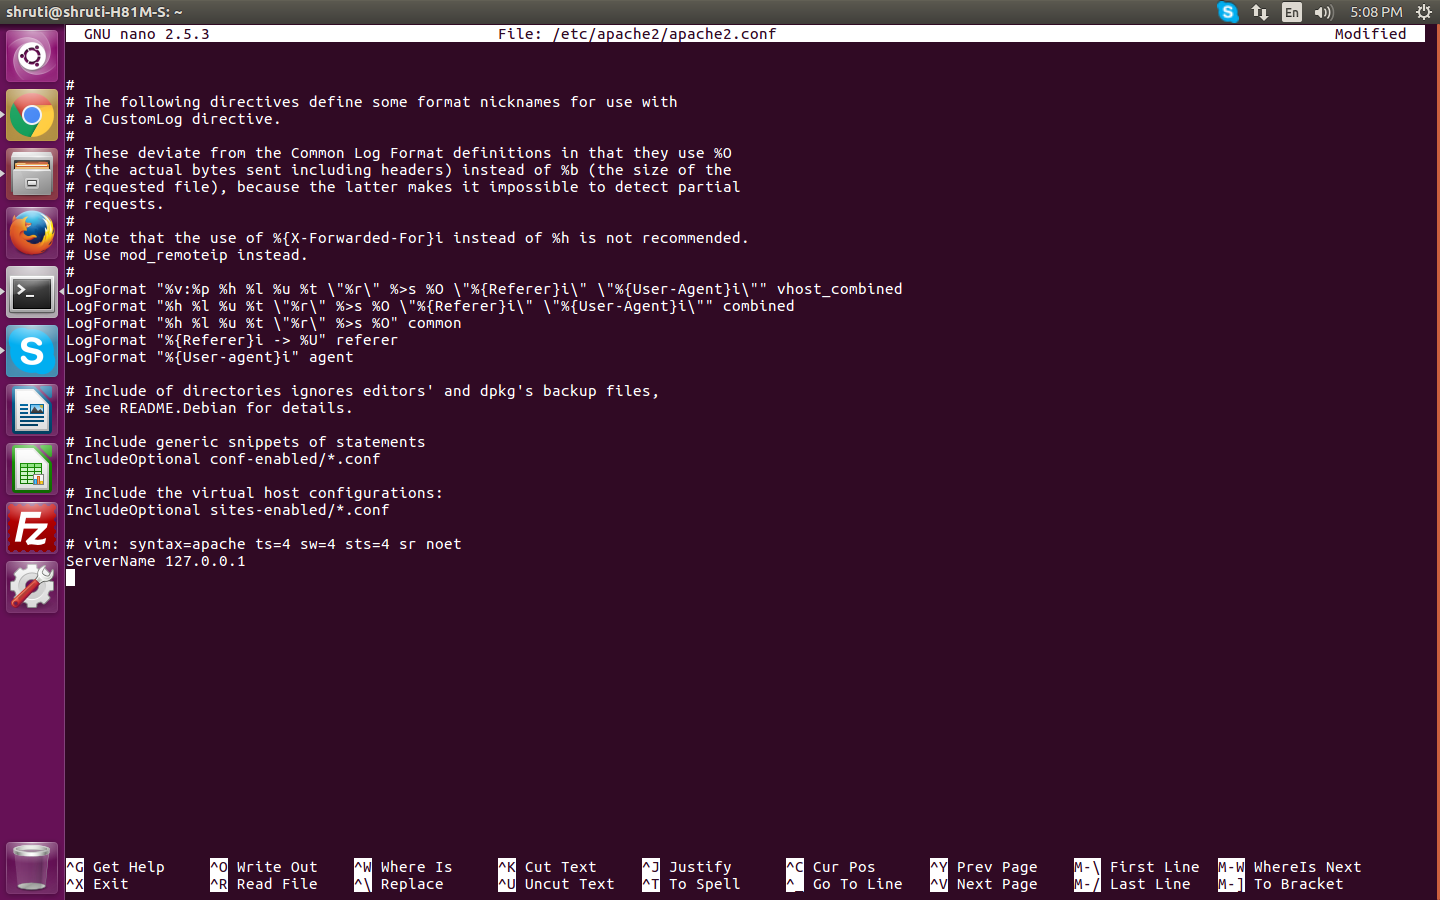 shruti@shruti-H81M-S: ~
En
5:08 PM
GNU nano 2.5.3 File: /etc/apache2/apache2.conf Modified
#
# The following directives define some format nicknames for use with
# a CustomLog directive.
#
# These deviate from the Common Log Format definitions in that they use %O
# (the actual bytes sent including headers) instead of %b (the size of the
# requested file), because the latter makes it impossible to detect partial
# requests.
#
# Note that the use of %{X-Forwarded-For}i instead of %h is not recommended.
# Use mod_remoteip instead.
#
LogFormat "%v:%p %h %l %u %t \"%r\" %>s %O \"%{Referer}i\" \"%{User-Agent}i\"" vhost_combined
LogFormat "%h %l %u %t \"%r\" %>s %O \"%{Referer}i\" \"%{User-Agent}i\"" combined
LogFormat "%h %l %u %t \"%r\" %>s %O" common
LogFormat "%{Referer}i -> %U" referer
LogFormat "%{User-agent}i" agent
# Include of directories ignores editors' and dpkg's backup files,
# see README.Debian for details.
# Include generic snippets of statements
IncludeOptional conf-enabled/*.conf
# Include the virtual host configurations:
IncludeOptional sites-enabled/*.conf
# vim: syntax=apache ts=4 sw=4 sts=4 sr noet
ServerName 127.0.0.1
^G Get Help ^O Write Out ^W Where Is ^K Cut Text ^J Justify ^C Cur Pos ^Y Prev Page M-\ First Line M-W WhereIs Next
^X Exit ^R Read File ^\ Replace ^U Uncut Text ^T To Spell ^_ Go To Line ^V Next Page M-/ Last Line M-] To Bracket